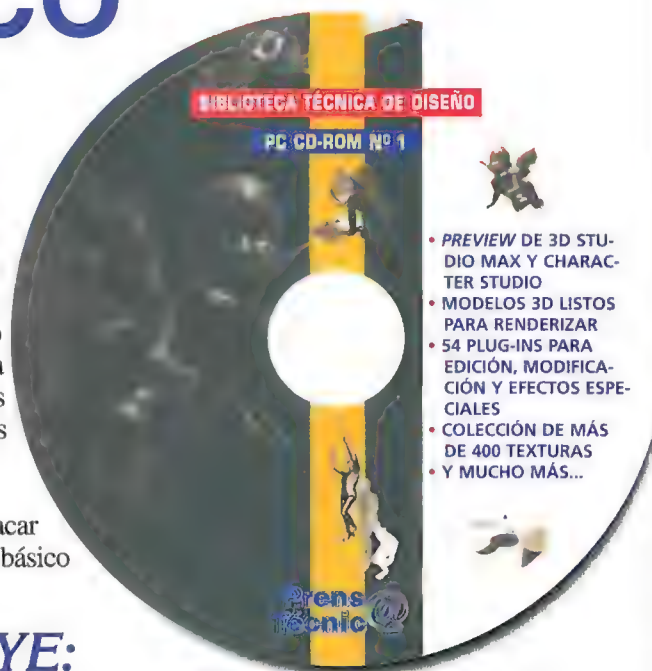 CO
BIBLIOTECA TÉCNICA DE DISEÑO
PC CD-ROM Nº 1
• PREVIEW DE 3D STU-
DIO MAX Y CHARAC-
TER STUDIO
• MODELOS 3D LISTOS
PARA RENDERIZAR
• 54 PLUG-INS PARA
EDICIÓN, MODIFICA-
CIÓN Y EFECTOS ESPE-
CIALES
• COLECCIÓN DE MÁS
DE 400 TEXTURAS
• Y MUCHO MÁS...
acar
básico
Prens
Técnic
YE: